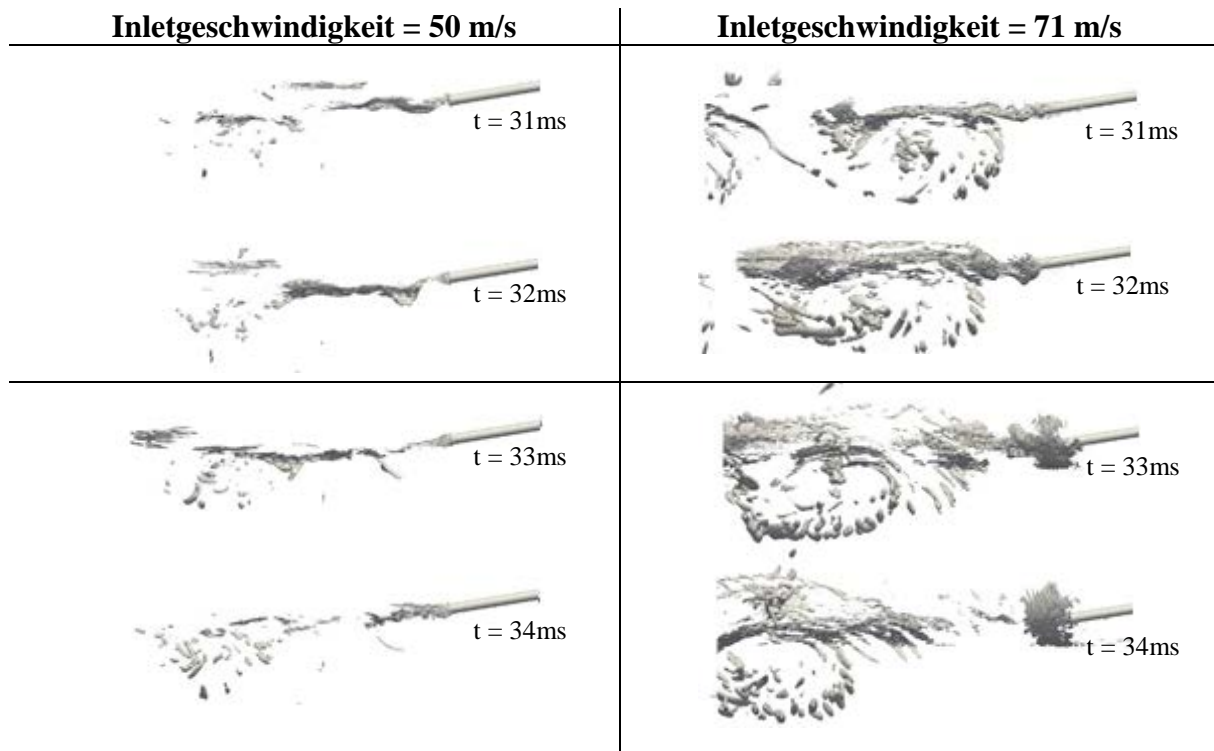 Inletgeschwindigkeit = 50 m/s
Inletgeschwindigkeit = 71 m/s
t = 31ms
t = 31ms
t = 32ms
t = 32ms
t = 33ms
t = 33ms
t = 34ms
t = 34ms